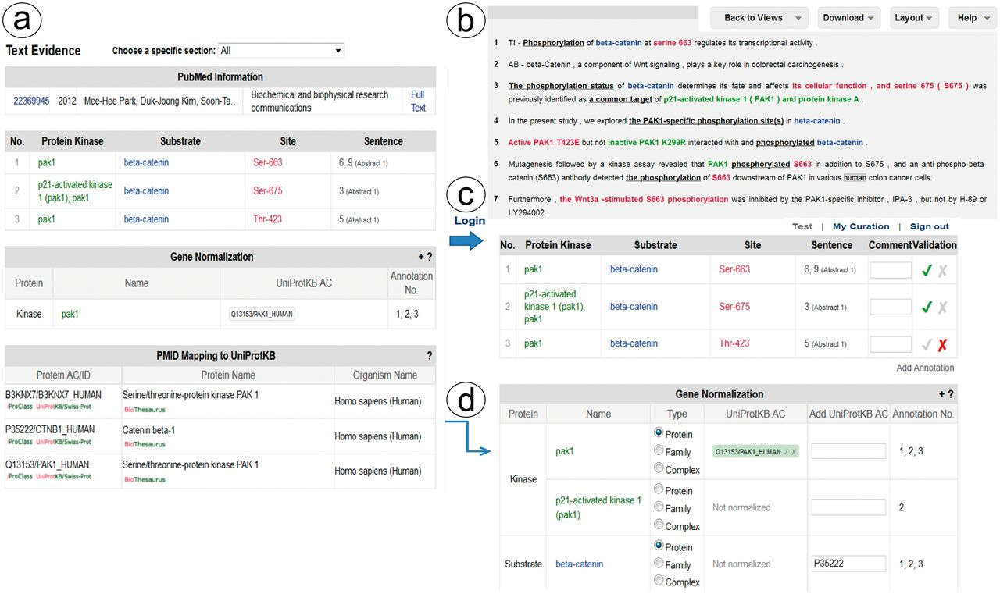 a
Text Evidence
Choose a specific section: All
PubMed Information
22369945 2012 Mee-Hee Park, Duk-Joong Kim, Soon-Ta... Biochemical and biophysical research communications Full Text
No. Protein Kinase Substrate Site Sentence
1 pak1 beta-catenin Ser-663 6, 9 (Abstract 1)
2 p21-activated kinase 1 (pak1), pak1 beta-catenin Ser-675 3 (Abstract 1)
3 pak1 beta-catenin Thr-423 5 (Abstract 1)
Gene Normalization + ?
Protein Name UniProtKB AC Annotation No.
Kinase pak1 Q13153/PAK1_HUMAN 1, 2, 3
PMID Mapping to UniProtKB ?
Protein AC/ID Protein Name Organism Name
B3KNX7/B3KNX7_HUMAN Serine/threonine-protein kinase PAK 1 Homo sapiens (Human)
iProClass UniProtKB/Swiss-Prot BioThesaurus
P35222/CTNB1_HUMAN Catenin beta-1 Homo sapiens (Human)
iProClass UniProtKB/Swiss-Prot BioThesaurus
Q13153/PAK1_HUMAN Serine/threonine-protein kinase PAK 1 Homo sapiens (Human)
iProClass UniProtKB/Swiss-Prot BioThesaurus
b
Back to Views Download Layout Help
1 TI - Phosphorylation of beta-catenin at serine 663 regulates its transcriptional activity .
2 AB - beta-Catenin , a component of Wnt signaling , plays a key role in colorectal carcinogenesis .
3 The phosphorylation status of beta-catenin determines its fate and affects its cellular function , and serine 675 ( S675 ) was
previously identified as a common target of p21-activated kinase 1 ( PAK1 ) and protein kinase A .
4 In the present study , we explored the PAK1-specific phosphorylation site(s) in beta-catenin .
5 Active PAK1 T423E but not inactive PAK1 K299R interacted with and phosphorylated beta-catenin .
6 Mutagenesis followed by a kinase assay revealed that PAK1 phosphorylated S663 in addition to S675 , and an anti-phospho-beta-
catenin (S663) antibody detected the phosphorylation of S663 downstream of PAK1 in various human colon cancer cells .
7 Furthermore , the Wnt3a -stimulated S663 phosphorylation was inhibited by the PAK1-specific inhibitor , IPA-3 , but not by H-89 or
LY294002 .
c
Login
Test | My Curation | Sign out
No. Protein Kinase Substrate Site Sentence Comment Validation
1 pak1 beta-catenin Ser-663 6, 9 (Abstract 1)
2 p21-activated kinase 1 (pak1), pak1 beta-catenin Ser-675 3 (Abstract 1)
3 pak1 beta-catenin Thr-423 5 (Abstract 1)
Add Annotation
d
Gene Normalization + ?
Protein Name Type UniProtKB AC Add UniProtKB AC Annotation No.
Kinase
pak1 Protein Family Complex Q13153/PAK1_HUMAN ✓ ✗ 1, 2, 3
p21-activated kinase 1 (pak1) Protein Family Complex Not normalized 2
Substrate beta-catenin Protein Family Complex Not normalized P35222 1, 2, 3